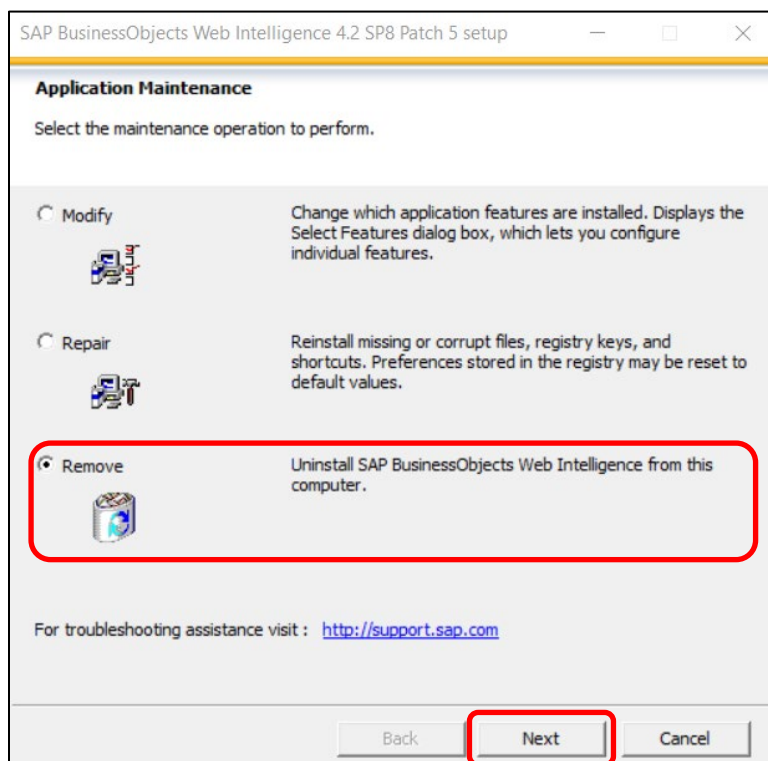 SAP BusinessObjects Web Intelligence 4.2 SP8 Patch 5 setup
Application Maintenance
Select the maintenance operation to perform.
Modify
Change which application features are installed. Displays the
Select Features dialog box, which lets you configure
individual features.
Repair
Reinstall missing or corrupt files, registry keys, and
shortcuts. Preferences stored in the registry may be reset to
default values.
Remove
Uninstall SAP BusinessObjects Web Intelligence from this
computer.
For troubleshooting assistance visit : http://support.sap.com
Back Next Cancel